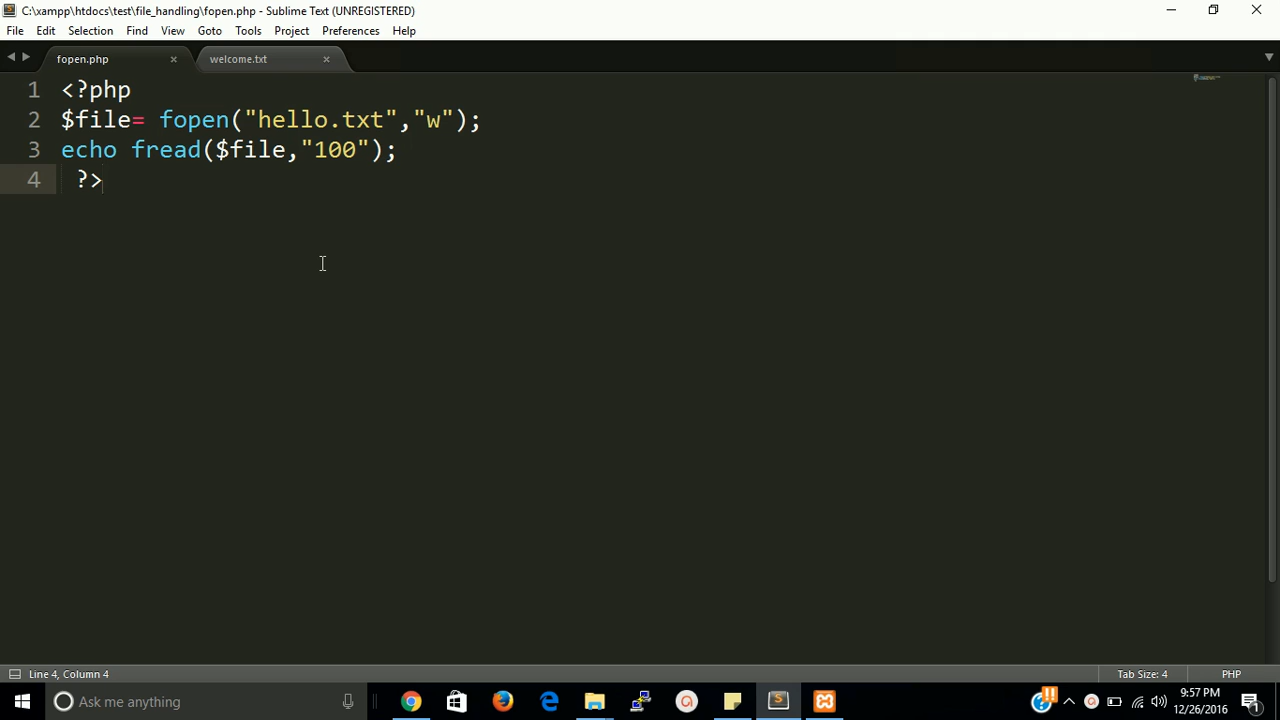 C:\xampp\htdocs\test\file_handling\fopen.php - Sublime Text (UNREGISTERED)
File Edit Selection Find View Goto Tools Project Preferences Help
fopen.php × welcome.txt ×
1 <?php
2 $file= fopen("hello.txt","w");
3 echo fread($file,"100");
4 ?>
Line 4, Column 4 Tab Size: 4 PHP
Ask me anything
9:57 PM
12/26/2016
1